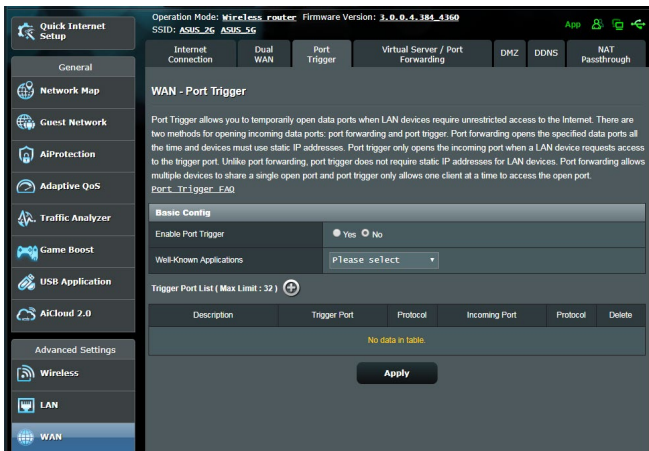 Quick Internet
Setup
General
Network Map
Guest Network
AiProtection
Adaptive QoS
Traffic Analyzer
Game Boost
USB Application
AiCloud 2.0
Advanced Settings
Wireless
LAN
WAN
Operation Mode: Wireless router Firmware Version: 3.0.0.4.384_4360
SSID: ASUS_2G ASUS_5G
App
Internet Connection
Dual WAN
Port Trigger
Virtual Server / Port Forwarding
DMZ
DDNS
NAT Passthrough
WAN - Port Trigger
Port Trigger allows you to temporarily open data ports when LAN devices require unrestricted access to the Internet. There are
two methods for opening incoming data ports: port forwarding and port trigger. Port forwarding opens the specified data ports all
the time and devices must use static IP addresses. Port trigger only opens the incoming port when a LAN device requests access
to the trigger port. Unlike port forwarding, port trigger does not require static IP addresses for LAN devices. Port forwarding allows
multiple devices to share a single open port and port trigger only allows one client at a time to access the open port.
Port Trigger FAQ
Basic Config
Enable Port Trigger Yes No
Well-Known Applications Please select
Trigger Port List ( Max Limit : 32 )
Description Trigger Port Protocol Incoming Port Protocol Delete
No data in table.
Apply